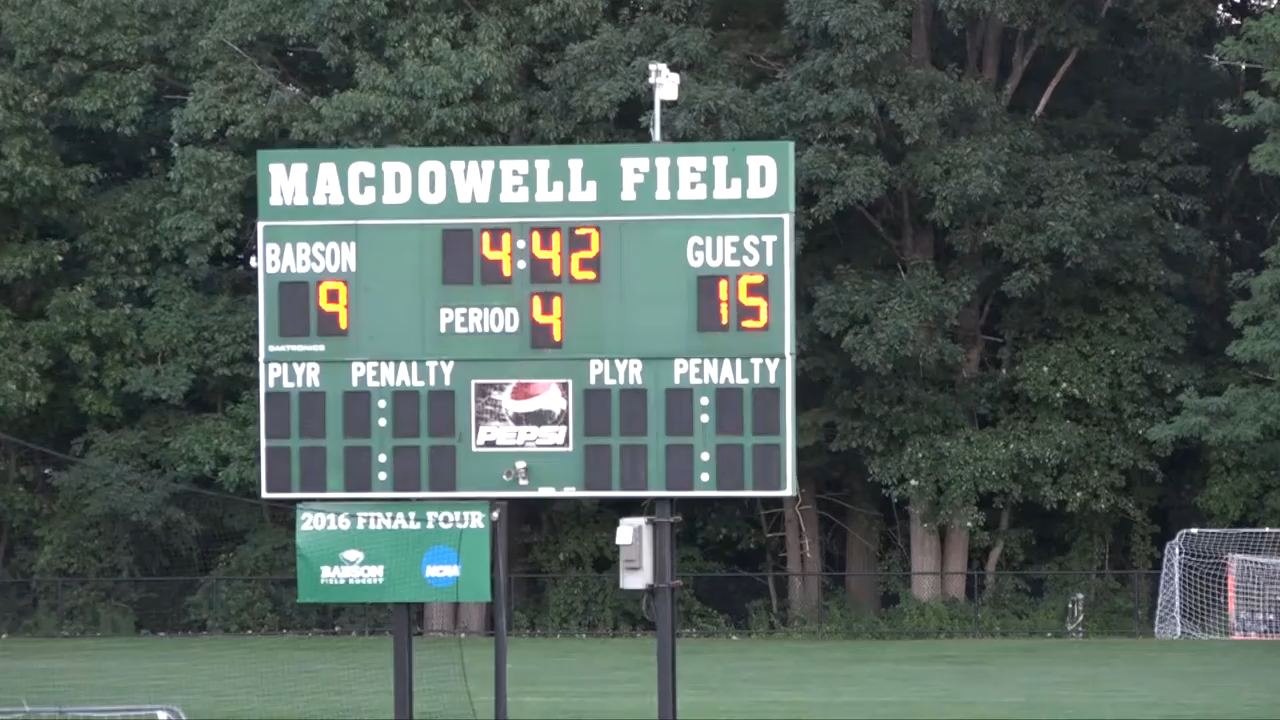 MACDOWELL FIELD
BABSON 4:42 GUEST
9 PERIOD 4 15
DAKTRONICS
PLYR PENALTY PLYR PENALTY
PEPSI
2016 FINAL FOUR
BABSON NCAA
FIELD HOCKEY